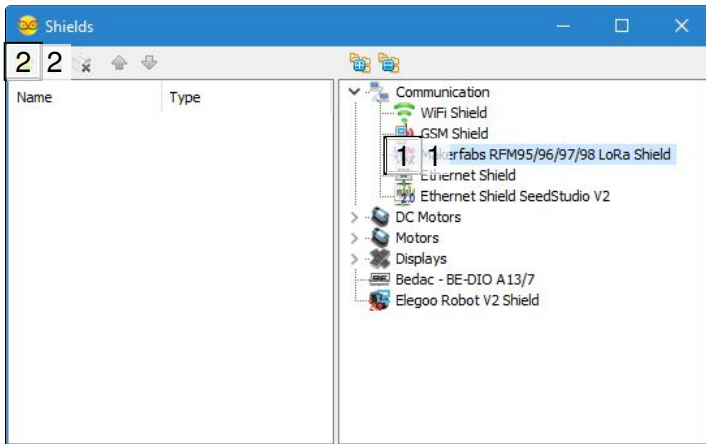 Shields
2 2
Name Type
Communication
WiFi Shield
GSM Shield
1 1 erfabs RFM95/96/97/98 LoRa Shield
Ethernet Shield
Ethernet Shield SeedStudio V2
DC Motors
Motors
Displays
Bedac - BE-DIO A13/7
Elegoo Robot V2 Shield